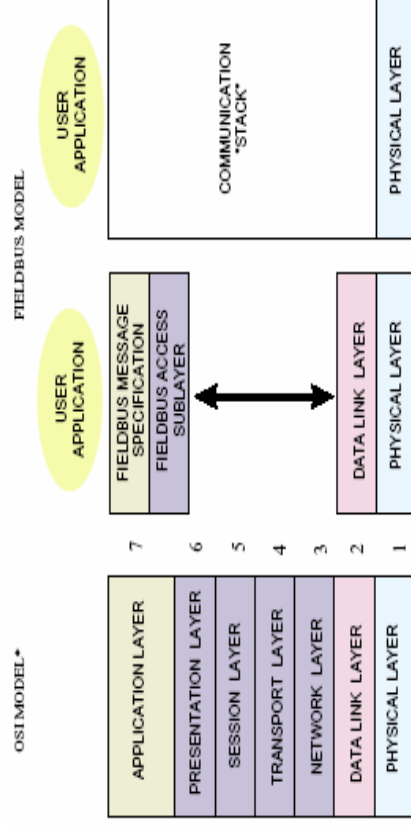 OSI MODEL*
FIELDBUS MODEL
USER
APPLICATION
USER
APPLICATION
APPLICATION LAYER
PRESENTATION LAYER
SESSION LAYER
TRANSPORT LAYER
NETWORK LAYER
DATA LINK LAYER
PHYSICAL LAYER
7
6
5
4
3
2
1
FIELDBUS MESSAGE
SPECIFICATION
FIELDBUS ACCESS
SUBLAYER
DATA LINK LAYER
PHYSICAL LAYER
COMMUNICATION
"STACK"
PHYSICAL LAYER